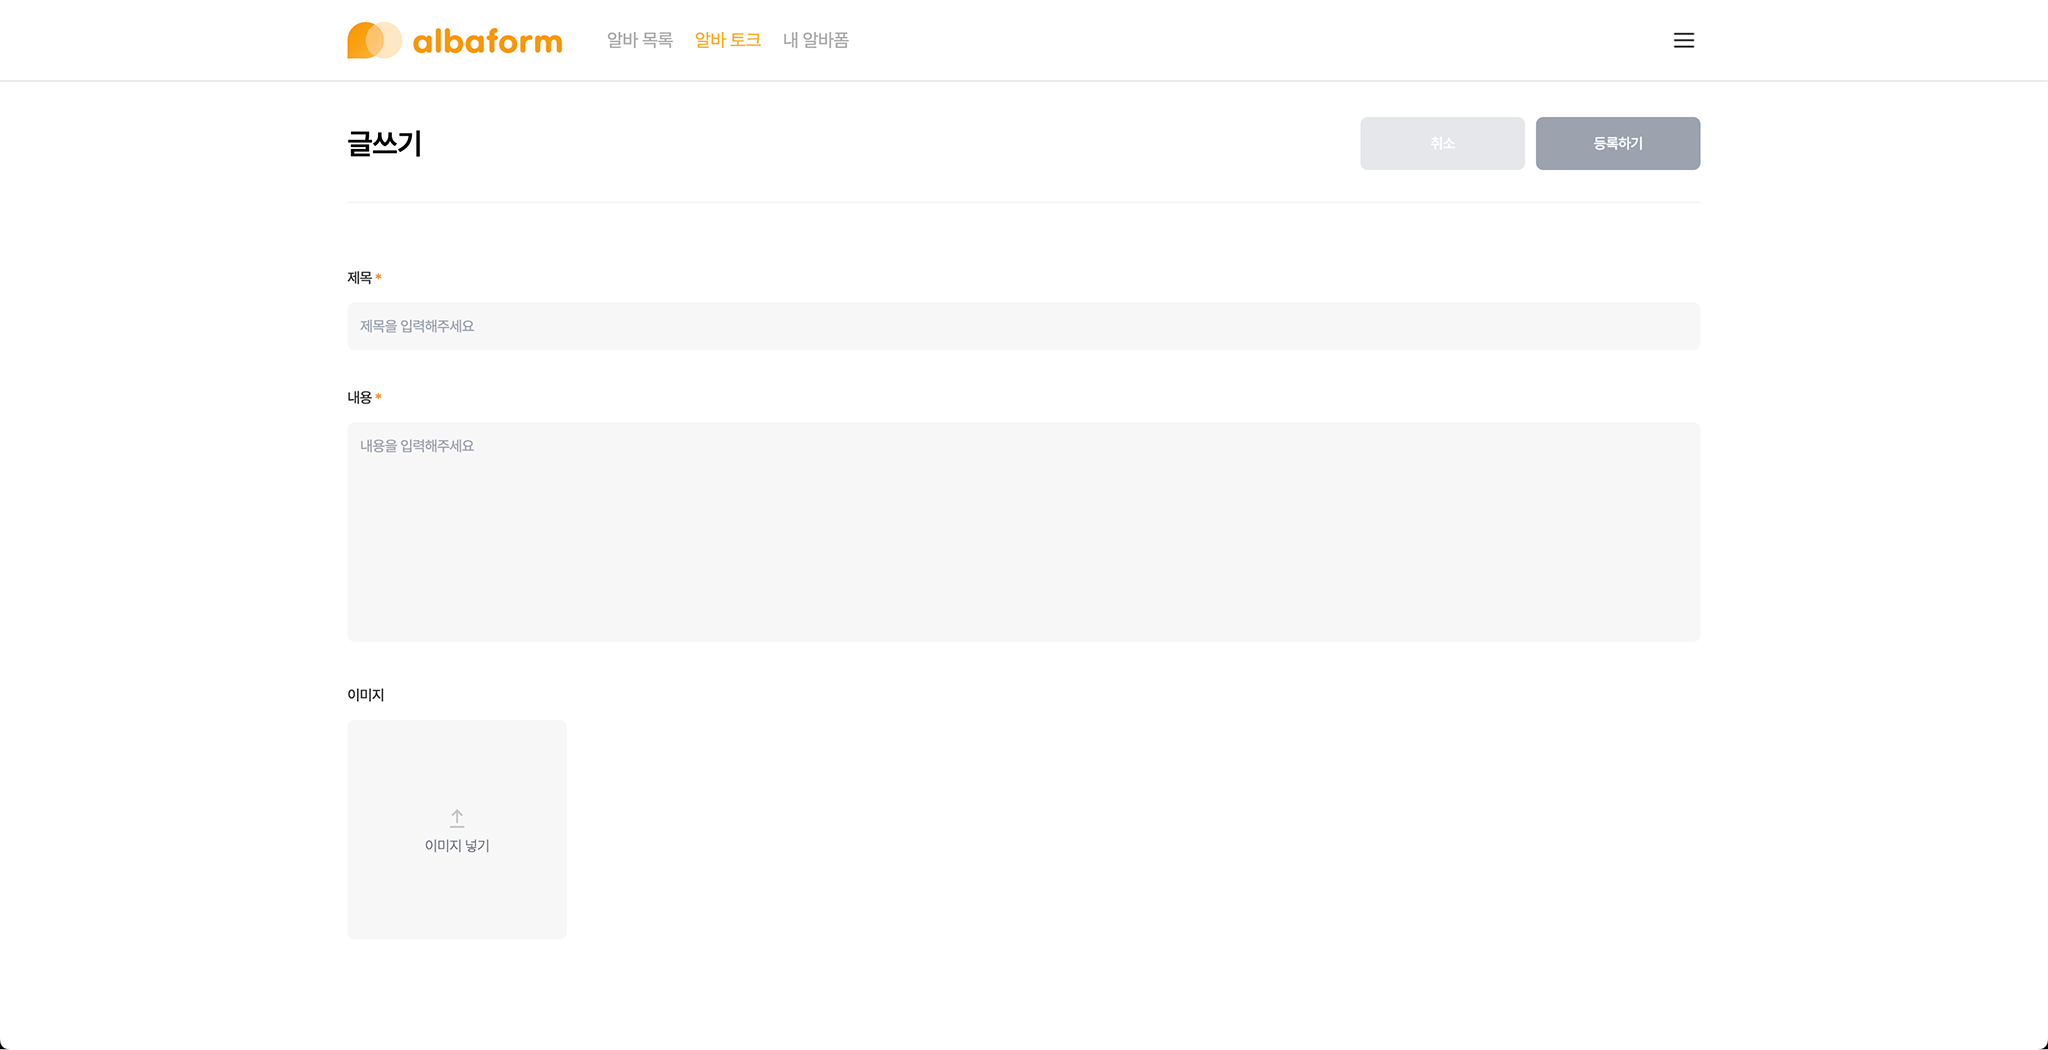 albaform 알바 목록 알바 토크 내 알바폼
글쓰기 취소 등록하기
제목 *
제목을 입력해주세요
내용 *
내용을 입력해주세요
이미지
이미지 넣기